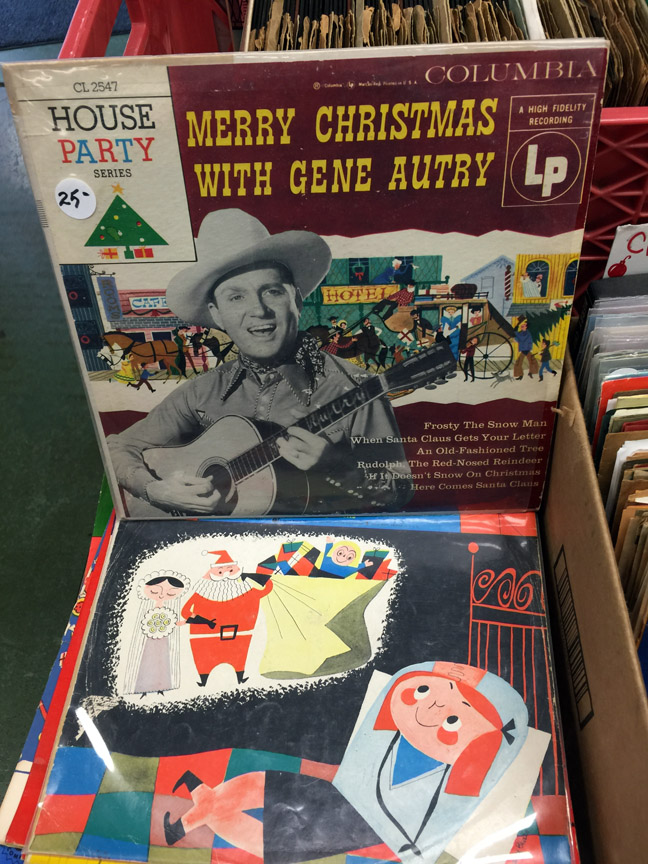 CL 2547
COLUMBIA
HOUSE
PARTY
SERIES
MERRY CHRISTMAS
WITH GENE AUTRY
A HIGH FIDELITY
RECORDING
LP
25-
CAFE
HOTEL
Frosty The Snow Man
When Santa Claus Gets Your Letter
An Old-Fashioned Tree
Rudolph, The Red-Nosed Reindeer
If It Doesn't Snow On Christmas
Here Comes Santa Claus